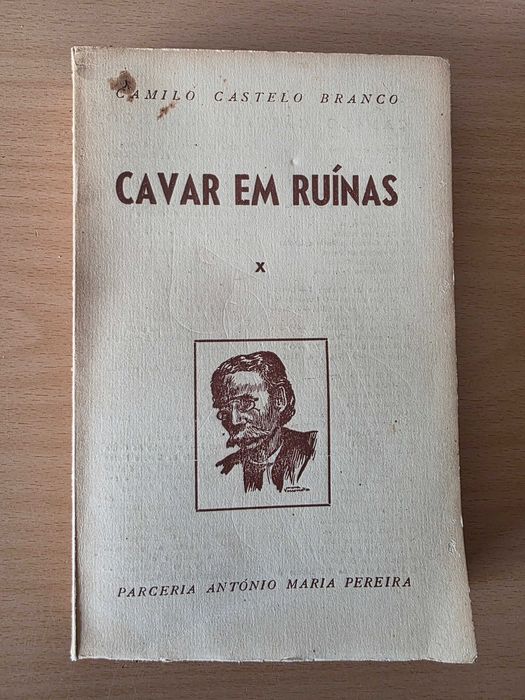 CAMILO CASTELO BRANCO
CAVAR EM RUÍNAS
X
PARCERIA ANTÓNIO MARIA PEREIRA